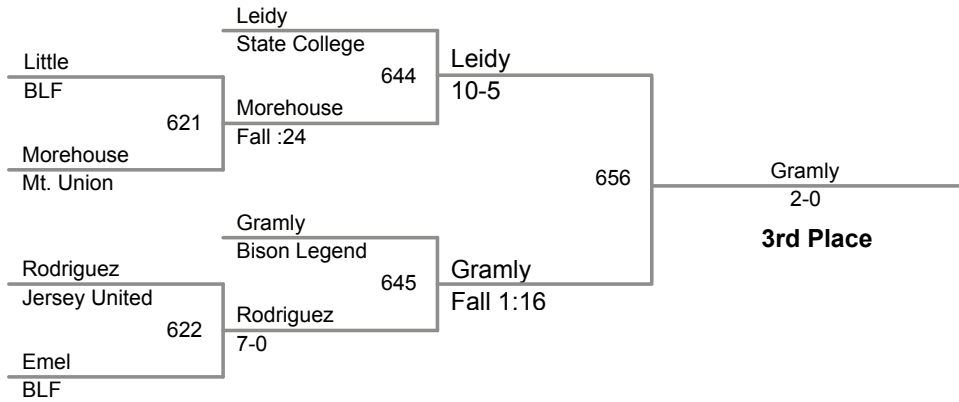 Leidy
State College
Little
BLF
644
Leidy
10-5
621
Morehouse
Fall :24
Morehouse
Mt. Union
656
Gramly
2-0
3rd Place
Gramly
Bison Legend
Rodriguez
Jersey United
645
Gramly
Fall 1:16
622
Rodriguez
7-0
Emel
BLF